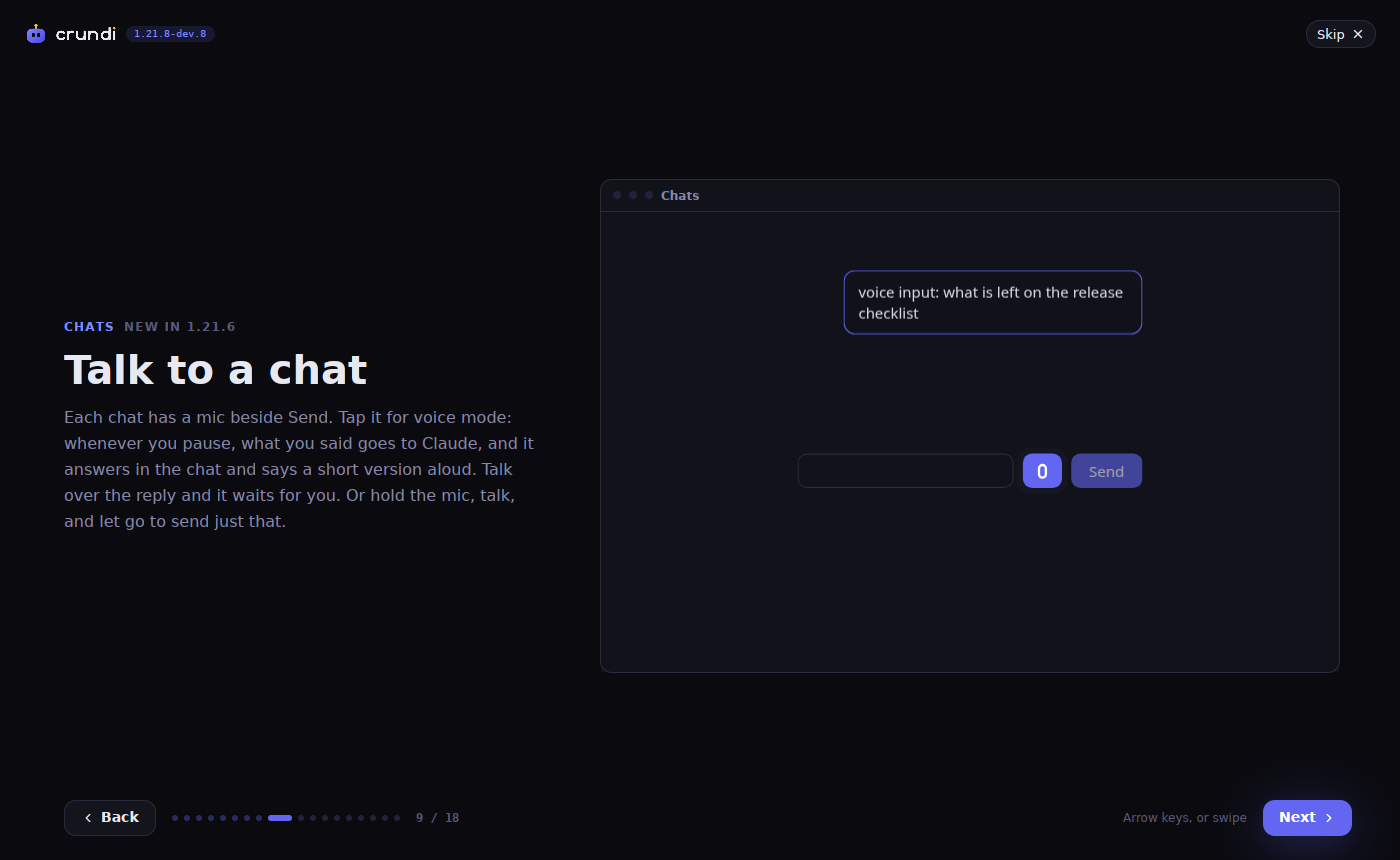 crundi 1.21.8-dev.8
Skip
Chats
voice input: what is left on the release
checklist
CHATS NEW IN 1.21.6
Talk to a chat
Each chat has a mic beside Send. Tap it for voice mode:
whenever you pause, what you said goes to Claude, and it
answers in the chat and says a short version aloud. Talk
over the reply and it waits for you. Or hold the mic, talk,
and let go to send just that.
Send
Back
9 / 18
Arrow keys, or swipe
Next